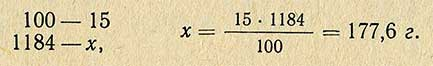 100 — 15
1184 — x,
x = 15 · 1184 / 100 = 177,6 г.